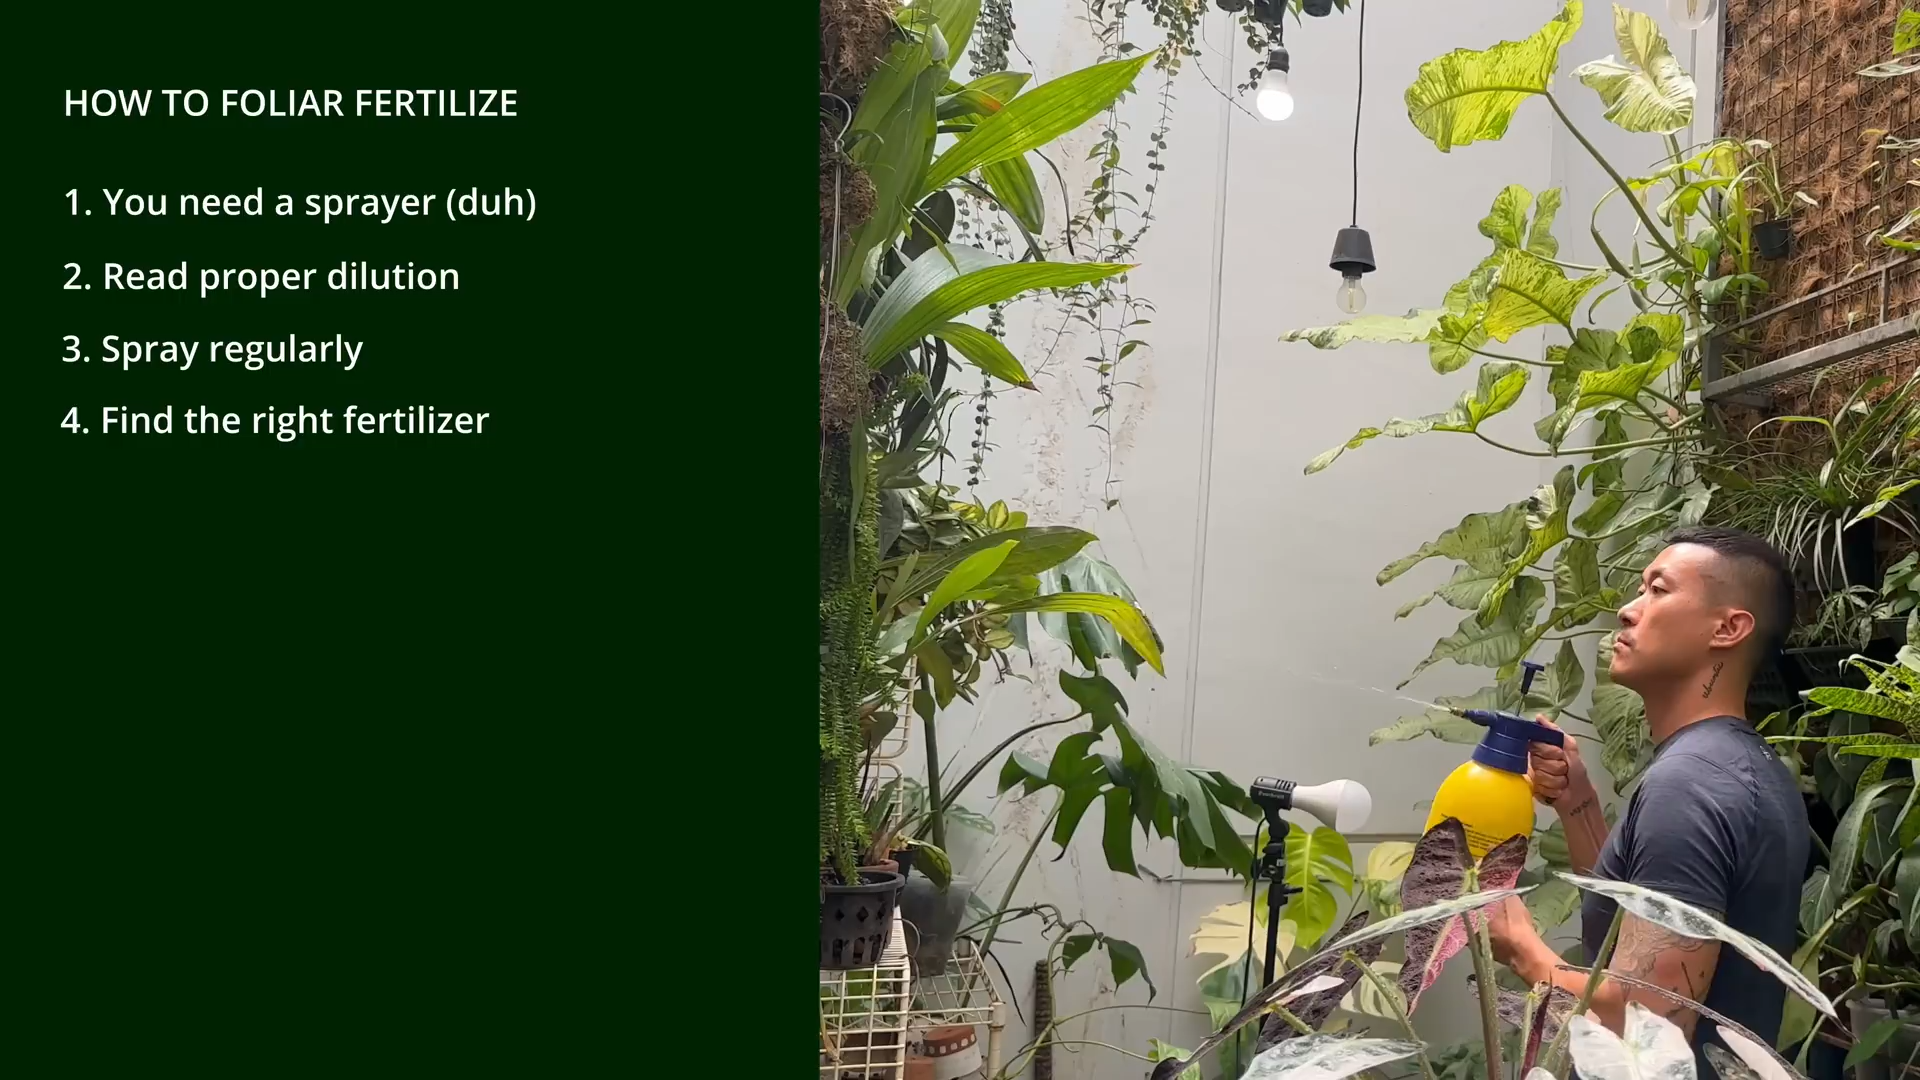 HOW TO FOLIAR FERTILIZE
1. You need a sprayer (duh)
2. Read proper dilution
3. Spray regularly
4. Find the right fertilizer